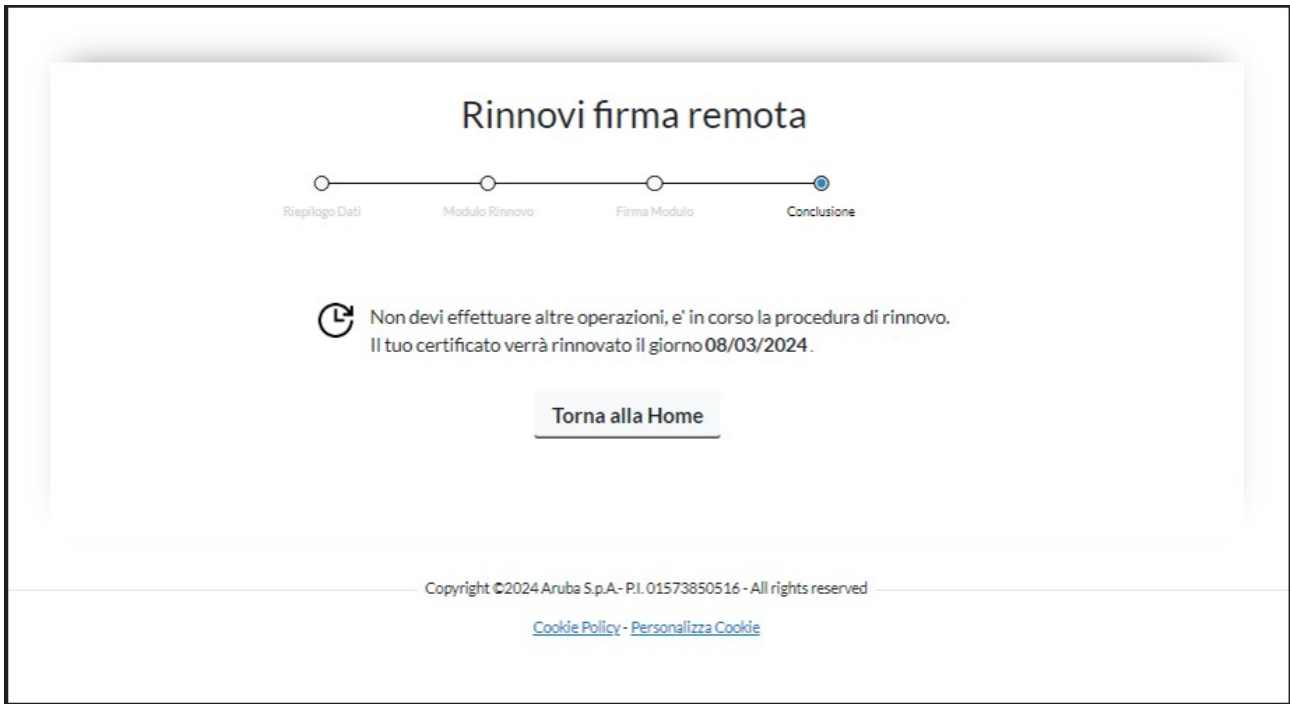 Rinnovi firma remota
Riepilogo Dati
Modulo Rinnovo
Firma Modulo
Conclusione
Non devi effettuare altre operazioni, e' in corso la procedura di rinnovo.
Il tuo certificato verrà rinnovato il giorno 08/03/2024.
Torna alla Home
Copyright ©2024 Aruba S.p.A.- P.I. 01573850516 - All rights reserved
Cookie Policy - Personalizza Cookie